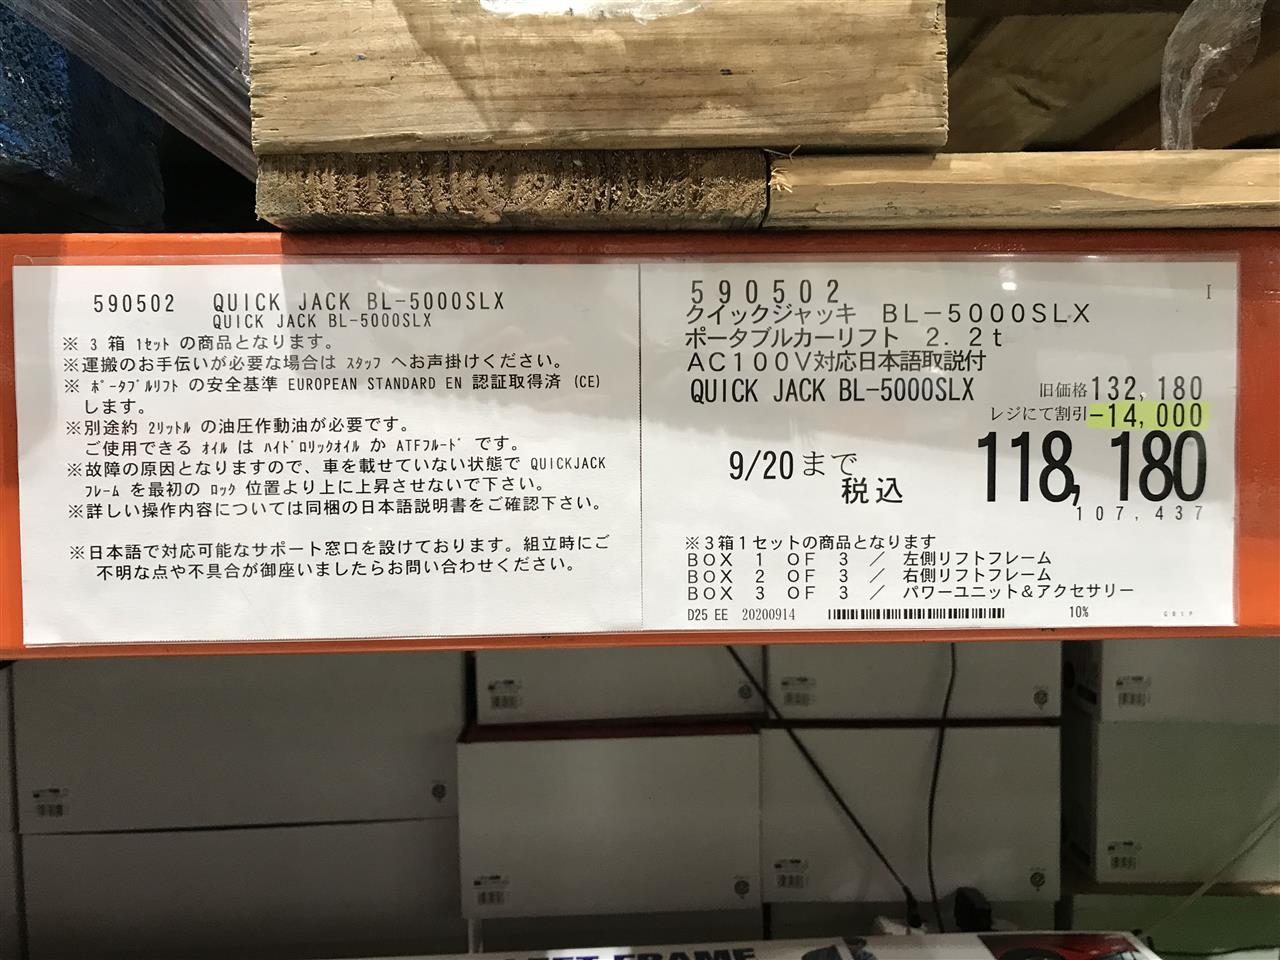 590502 QUICK JACK BL-5000SLX
QUICK JACK BL-5000SLX
※ 3 箱 1ｾｯﾄ の商品となります。
※運搬のお手伝いが必要な場合は ｽﾀｯﾌ へお声掛けください。
※ ﾎﾟｰﾀﾌﾞﾙﾘﾌﾄ の安全基準 EUROPEAN STANDARD EN 認証取得済 (CE)
します。
※別途約 2ﾘｯﾄﾙ の油圧作動油が必要です。
ご使用できる ｵｲﾙ は ﾊｲﾄﾞﾛﾘｯｸｵｲﾙ か ATFﾌﾙｰﾄﾞ です。
※故障の原因となりますので、車を載せていない状態で QUICKJACK
ﾌﾚｰﾑ を最初の ﾛｯｸ 位置より上に上昇させないで下さい。
※詳しい操作内容については同梱の日本語説明書をご確認下さい。
※日本語で対応可能なサポート窓口を設けております。組立時にご
不明な点や不具合が御座いましたらお問い合わせください。
590502
I
クイックジャッキ BL-5000SLX
ポータブルカーリフト 2.2t
AC100V対応日本語取説付
QUICK JACK BL-5000SLX
旧価格 132,180
レジにて割引 -14,000
9/20まで
税込
118,180
107,437
※3箱1セットの商品となります
BOX 1 OF 3 / 左側リフトフレーム
BOX 2 OF 3 / 右側リフトフレーム
BOX 3 OF 3 / パワーユニット&アクセサリー
D25 EE 20200914
10%
FRAME